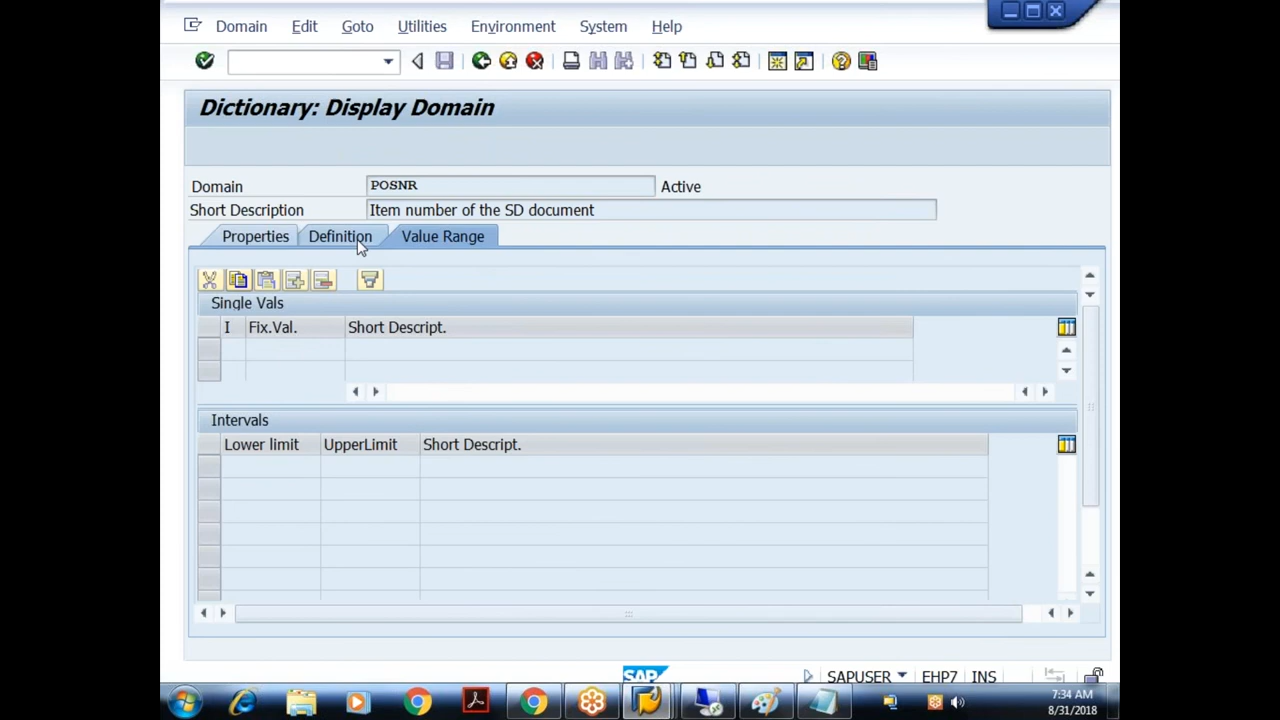 Domain Edit Goto Utilities Environment System Help
Dictionary: Display Domain
Domain POSNR Active
Short Description Item number of the SD document
Properties Definition Value Range
Single Vals
I Fix.Val. Short Descript.
Intervals
Lower limit UpperLimit Short Descript.
SAP
SAPUSER EHP7 INS
7:34 AM
8/31/2018